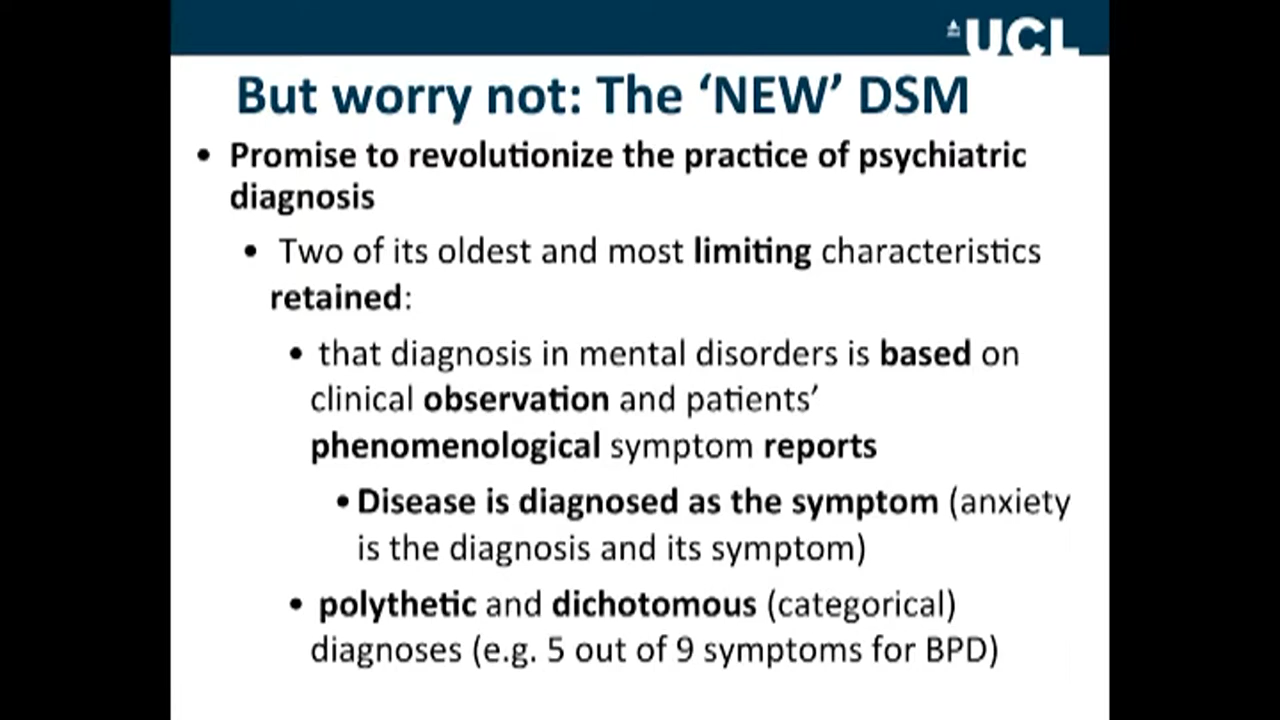 UCL
But worry not: The ‘NEW’ DSM
• Promise to revolutionize the practice of psychiatric
diagnosis
• Two of its oldest and most limiting characteristics
retained:
• that diagnosis in mental disorders is based on
clinical observation and patients’
phenomenological symptom reports
• Disease is diagnosed as the symptom (anxiety
is the diagnosis and its symptom)
• polythetic and dichotomous (categorical)
diagnoses (e.g. 5 out of 9 symptoms for BPD)